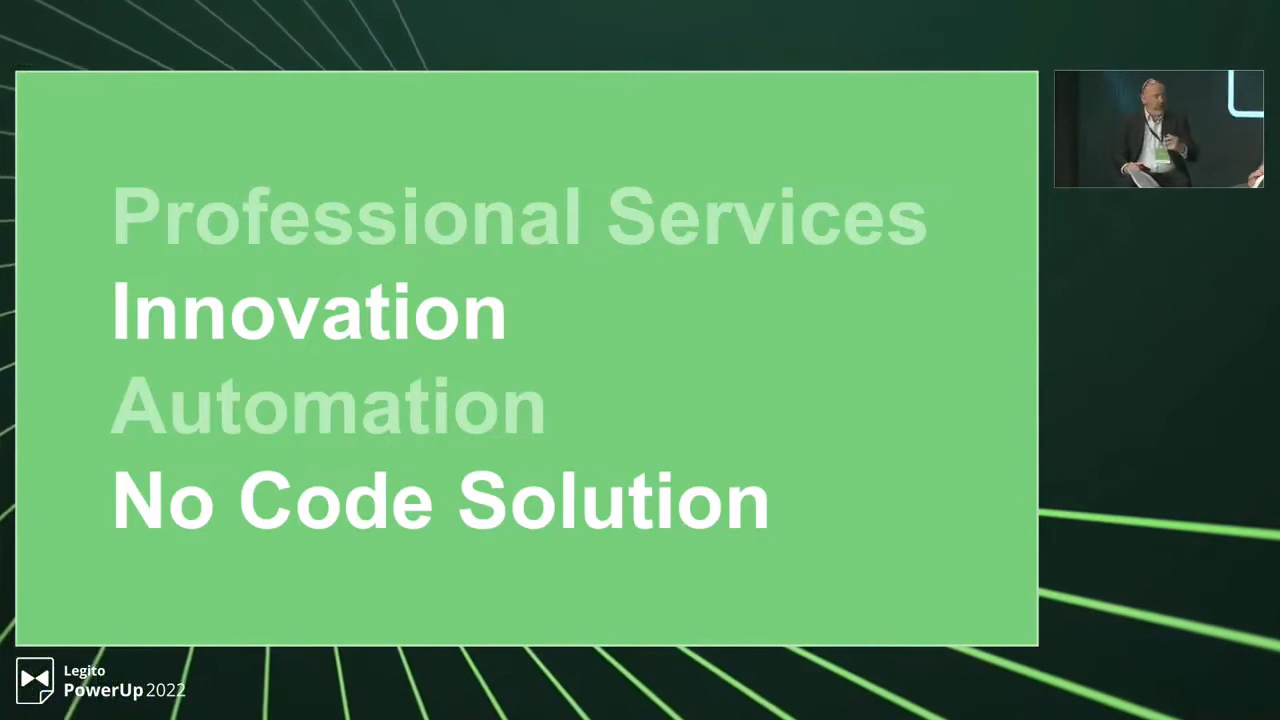 Professional Services
Innovation
Automation
No Code Solution
Legito
PowerUp 2022